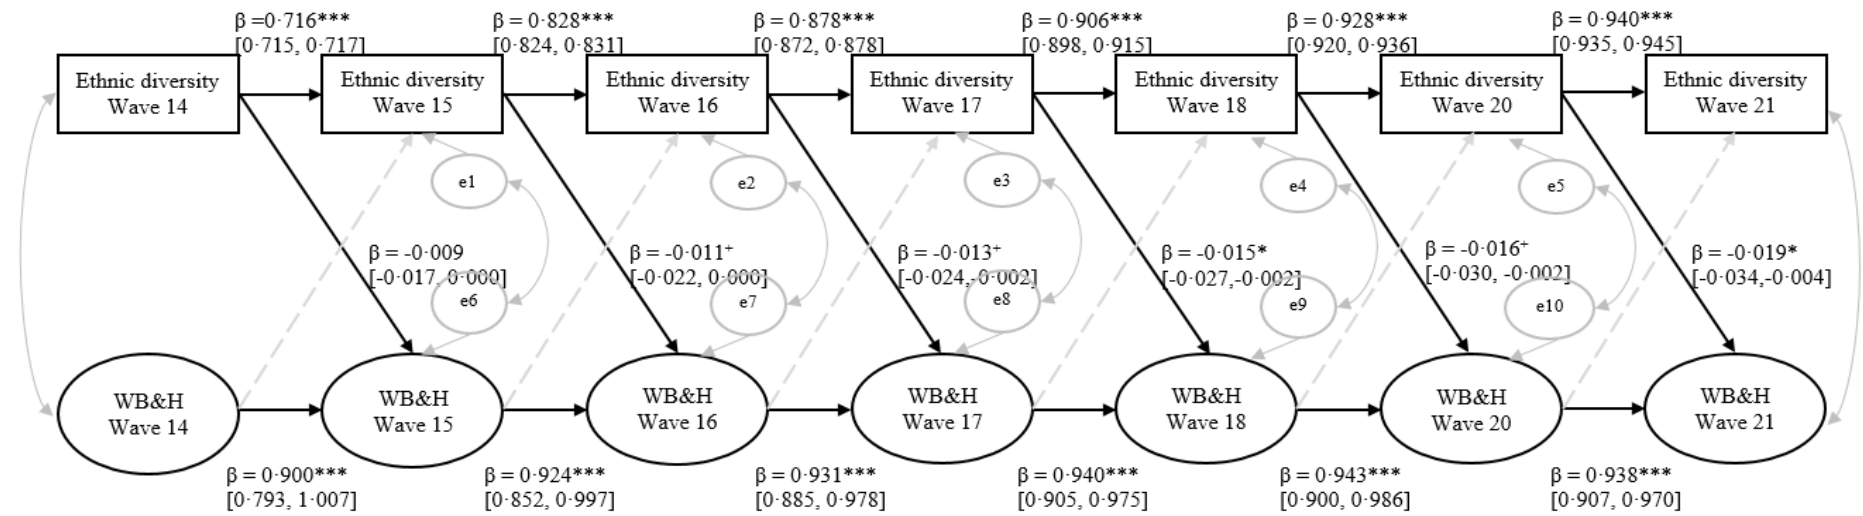 β =0·716***
[0·715, 0·717]
β = 0·828***
[0·824, 0·831]
β = 0·878***
[0·872, 0·878]
β = 0·906***
[0·898, 0·915]
β = 0·928***
[0·920, 0·936]
β = 0·940***
[0·935, 0·945]
Ethnic diversity
Wave 14
Ethnic diversity
Wave 15
Ethnic diversity
Wave 16
Ethnic diversity
Wave 17
Ethnic diversity
Wave 18
Ethnic diversity
Wave 20
Ethnic diversity
Wave 21
e1
e2
e3
e4
e5
β = -0·009
[-0·017, 0·000]
β = -0·011⁺
[-0·022, 0·000]
β = -0·013⁺
[-0·024,-0·002]
β = -0·015*
[-0·027,-0·002]
β = -0·016⁺
[-0·030, -0·002]
β = -0·019*
[-0·034,-0·004]
e6
e7
e8
e9
e10
WB&H
Wave 14
WB&H
Wave 15
WB&H
Wave 16
WB&H
Wave 17
WB&H
Wave 18
WB&H
Wave 20
WB&H
Wave 21
β = 0·900***
[0·793, 1·007]
β = 0·924***
[0·852, 0·997]
β = 0·931***
[0·885, 0·978]
β = 0·940***
[0·905, 0·975]
β = 0·943***
[0·900, 0·986]
β = 0·938***
[0·907, 0·970]